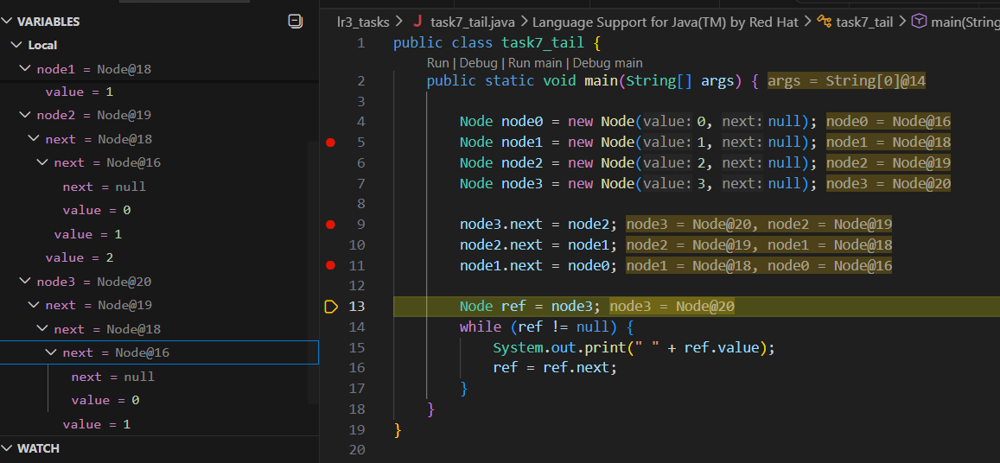 VARIABLES
Local
node1 = Node@18
value = 1
node2 = Node@19
next = Node@18
next = Node@16
next = null
value = 0
value = 1
value = 2
node3 = Node@20
next = Node@19
next = Node@18
next = Node@16
next = null
value = 0
value = 1
WATCH
lr3_tasks > J task7_tail.java > Language Support for Java(TM) by Red Hat > task7_tail > main(String
1 public class task7_tail {
Run | Debug | Run main | Debug main
2 public static void main(String[] args) { args = String[0]@14
3
4 Node node0 = new Node(value: 0, next: null); node0 = Node@16
5 Node node1 = new Node(value: 1, next: null); node1 = Node@18
6 Node node2 = new Node(value: 2, next: null); node2 = Node@19
7 Node node3 = new Node(value: 3, next: null); node3 = Node@20
8
9 node3.next = node2; node3 = Node@20, node2 = Node@19
10 node2.next = node1; node2 = Node@19, node1 = Node@18
11 node1.next = node0; node1 = Node@18, node0 = Node@16
12
13 Node ref = node3; node3 = Node@20
14 while (ref != null) {
15 System.out.print(" " + ref.value);
16 ref = ref.next;
17 }
18 }
19 }
20